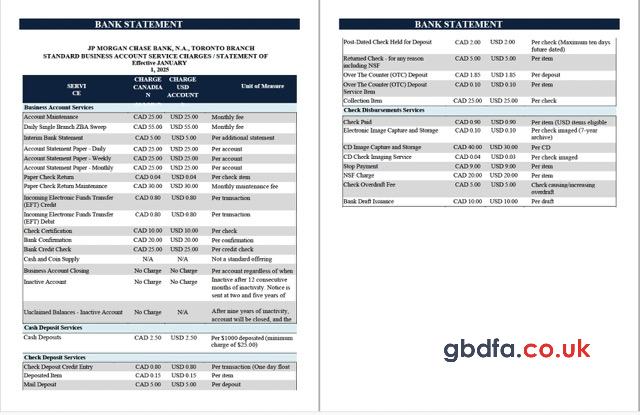 BANK STATEMENT
JP MORGAN CHASE BANK, N.A., TORONTO BRANCH
STANDARD BUSINESS ACCOUNT SERVICE CHARGES / STATEMENT OF
Effective JANUARY
1, 2025
SERVI
CE
CHARGE
CANADIA
N
CHARGE
USD
ACCOUNT
Unit of Measure
Business Account Services
Account Maintenance CAD 25.00 USD 25.00 Monthly fee
Daily Single Branch ZBA Sweep CAD 55.00 USD 55.00 Monthly fee
Interim Bank Statement CAD 5.00 USD 5.00 Per additional statement
Account Statement Paper - Daily CAD 25.00 USD 25.00 Per account
Account Statement Paper - Weekly CAD 25.00 USD 25.00 Per account
Account Statement Paper - Monthly CAD 25.00 USD 25.00 Per account
Paper Check Return CAD 0.04 USD 0.04 Per check item
Paper Check Return Maintenance CAD 30.00 USD 30.00 Monthly maintenance fee
Incoming Electronic Funds Transfer CAD 0.80 USD 0.80 Per transaction
(EFT) Credit
Incoming Electronic Funds Transfer CAD 0.80 USD 0.80 Per transaction
(EFT) Debit
Check Certification CAD 10.00 USD 10.00 Per check
Bank Confirmation CAD 20.00 USD 20.00 Per confirmation
Bank Credit Check CAD 25.00 USD 25.00 Per credit check
Cash and Coin Supply N/A N/A Not a standard offering
Business Account Closing No Charge No Charge Per account regardless of when
Inactive Account No Charge No Charge Inactive after 12 consecutive
months of inactivity. Notice is
sent at two and five years of
Unclaimed Balances - Inactive Account No Charge N/A After nine years of inactivity,
account will be closed, and the
Cash Deposit Services
Cash Deposits CAD 2.50 USD 2.50 Per $1000 deposited (minimum
charge of $25.00)
Check Deposit Services
Check Deposit Credit Entry CAD 0.80 USD 0.80 Per transaction (One day float
Deposited Item CAD 0.15 USD 0.15 Per item
Mail Deposit CAD 5.00 USD 5.00 Per deposit
BANK STATEMENT
Post-Dated Check Held for Deposit CAD 2.00 USD 2.00 Per check (Maximum ten days
future dated)
Returned Check - for any reason CAD 5.00 USD 5.00 Per item
including NSF
Over The Counter (OTC) Deposit CAD 1.85 USD 1.85 Per deposit
Over The Counter (OTC) Deposit CAD 0.10 USD 0.10 Per item
Service Item
Collection Item CAD 25.00 USD 25.00 Per check
Check Disbursements Services
Check Paid CAD 0.90 USD 0.90 Per item (USD items eligible
Electronic Image Capture and Storage CAD 0.10 USD 0.10 Per check imaged (7-year
archive)
CD Image Capture and Storage CAD 40.00 USD 30.00 Per CD
CD Check Imaging Service CAD 0.04 USD 0.03 Per check imaged
Stop Payment CAD 9.00 USD 9.00 Per item
NSF Charge CAD 20.00 USD 20.00 Per item
Check Overdraft Fee CAD 5.00 USD 5.00 Check causing/increasing
overdraft
Bank Draft Issuance CAD 10.00 USD 10.00 Per draft
gbdfa.co.uk